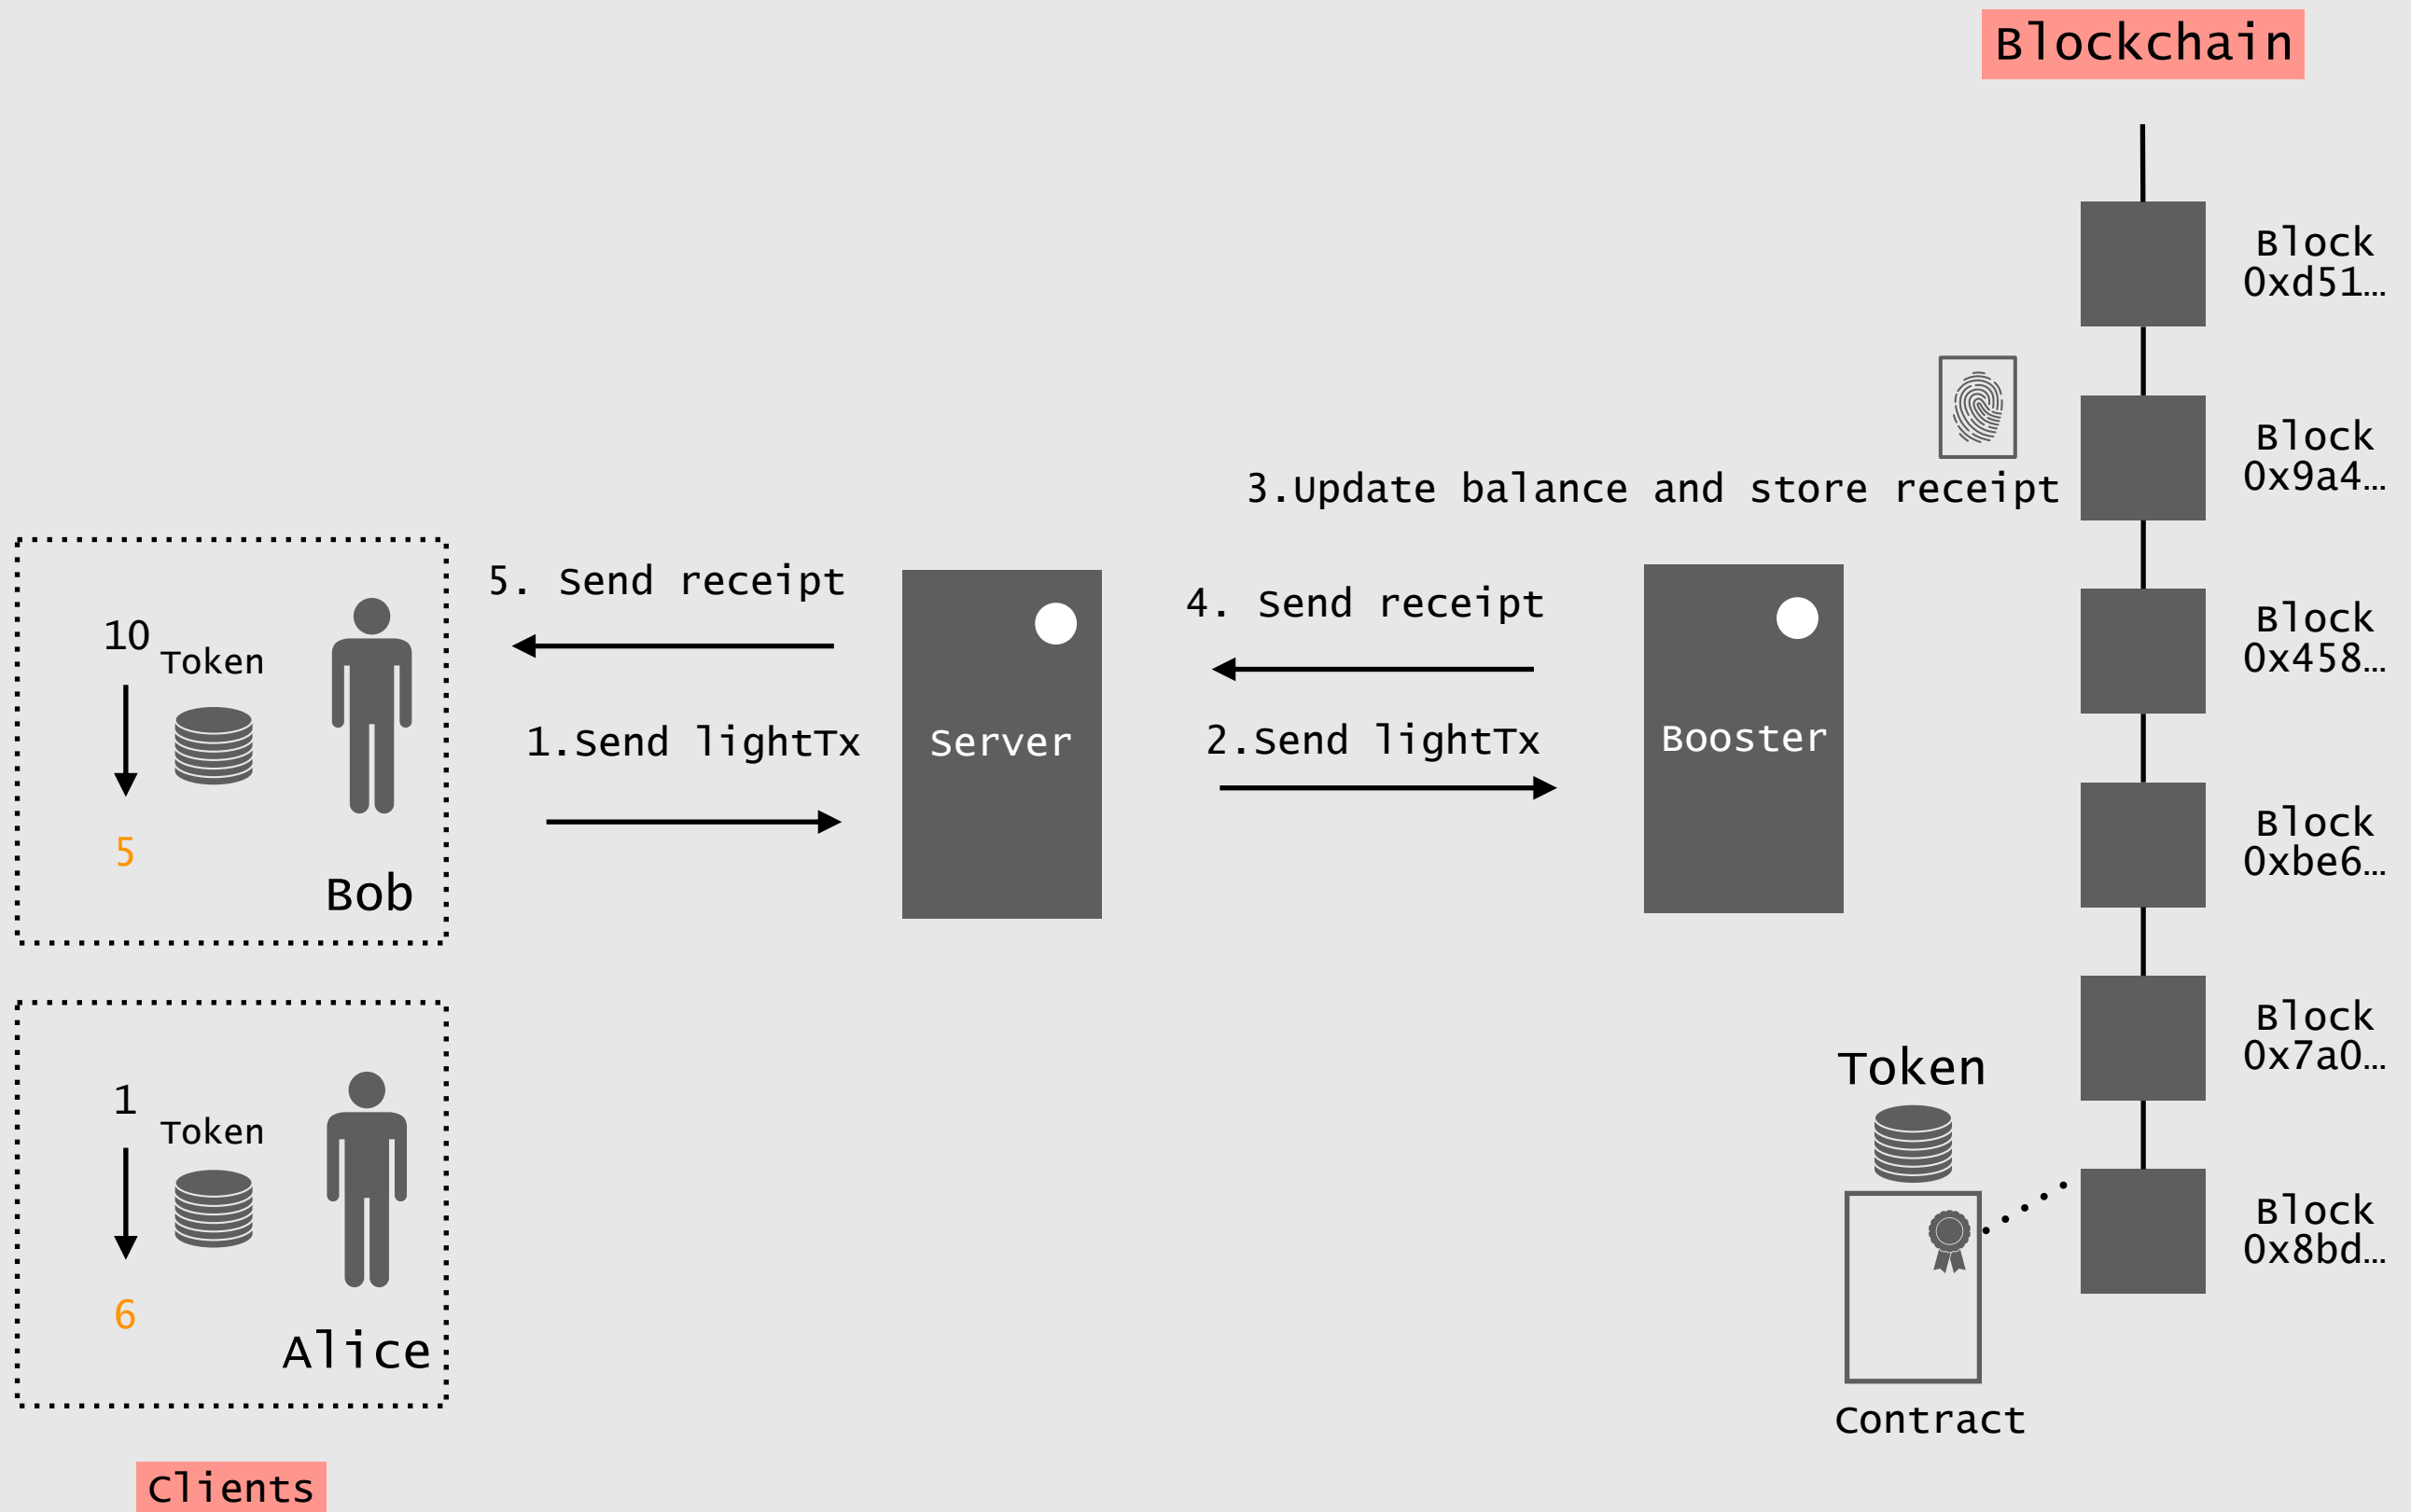 Blockchain
Block
0xd51…
Block
0x9a4…
3.Update balance and store receipt
5. Send receipt
4. Send receipt
Block
0x458…
10
Token
1.Send lightTx
Server
2.Send lightTx
Booster
5
Bob
Block
0xbe6…
1
Token
Token
Block
0x7a0…
6
Alice
Block
0x8bd…
Contract
Clients